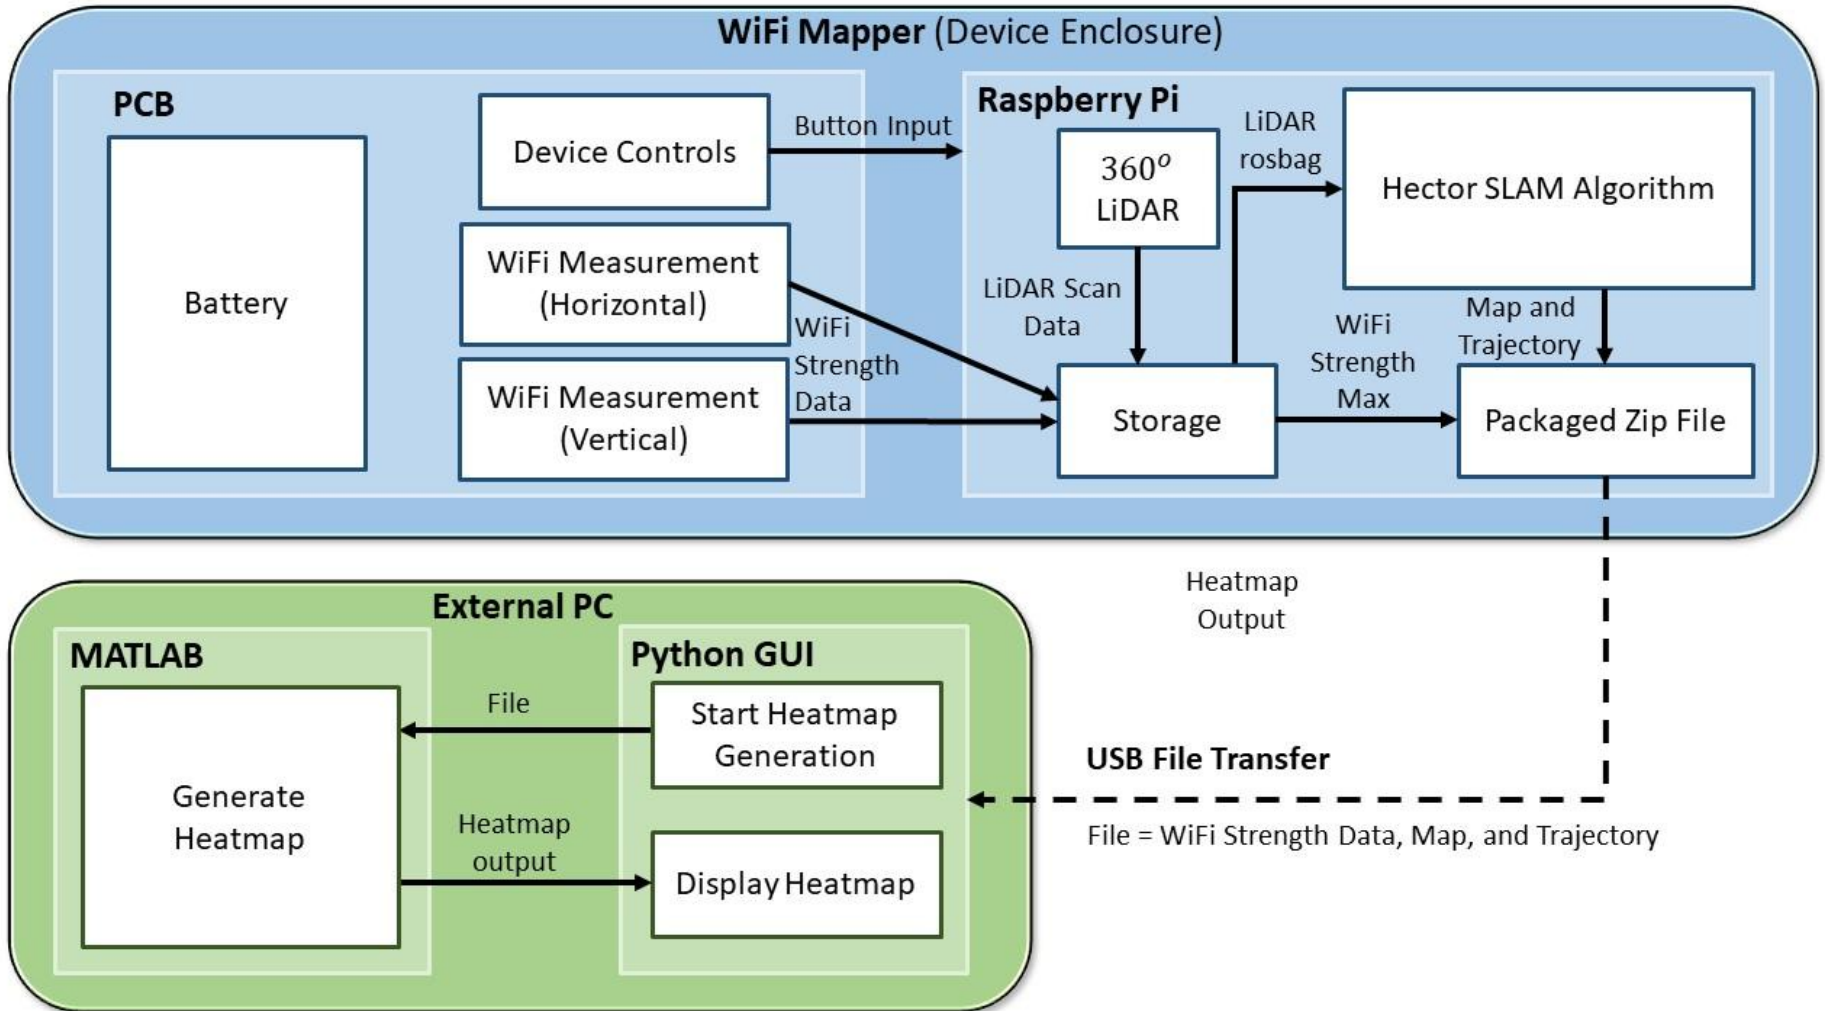 WiFi Mapper (Device Enclosure)
PCB
Battery
Device Controls
Button Input
WiFi Measurement
(Horizontal)
WiFi Measurement
(Vertical)
WiFi
Strength
Data
Raspberry Pi
360º
LiDAR
LiDAR Scan
Data
LiDAR
rosbag
Hector SLAM Algorithm
Map and
Trajectory
Storage
WiFi
Strength
Max
Packaged Zip File
Heatmap
Output
External PC
MATLAB
Generate
Heatmap
File
Heatmap
output
Python GUI
Start Heatmap
Generation
Display Heatmap
USB File Transfer
File = WiFi Strength Data, Map, and Trajectory